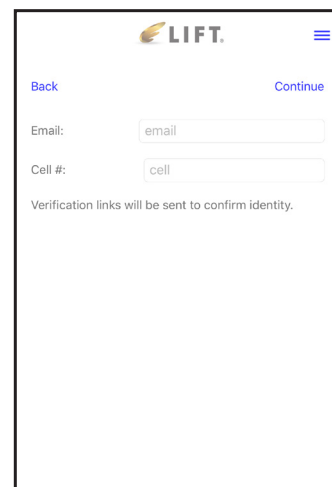 LIFT®
Back Continue
Email: email
Cell #: cell
Verification links will be sent to confirm identity.